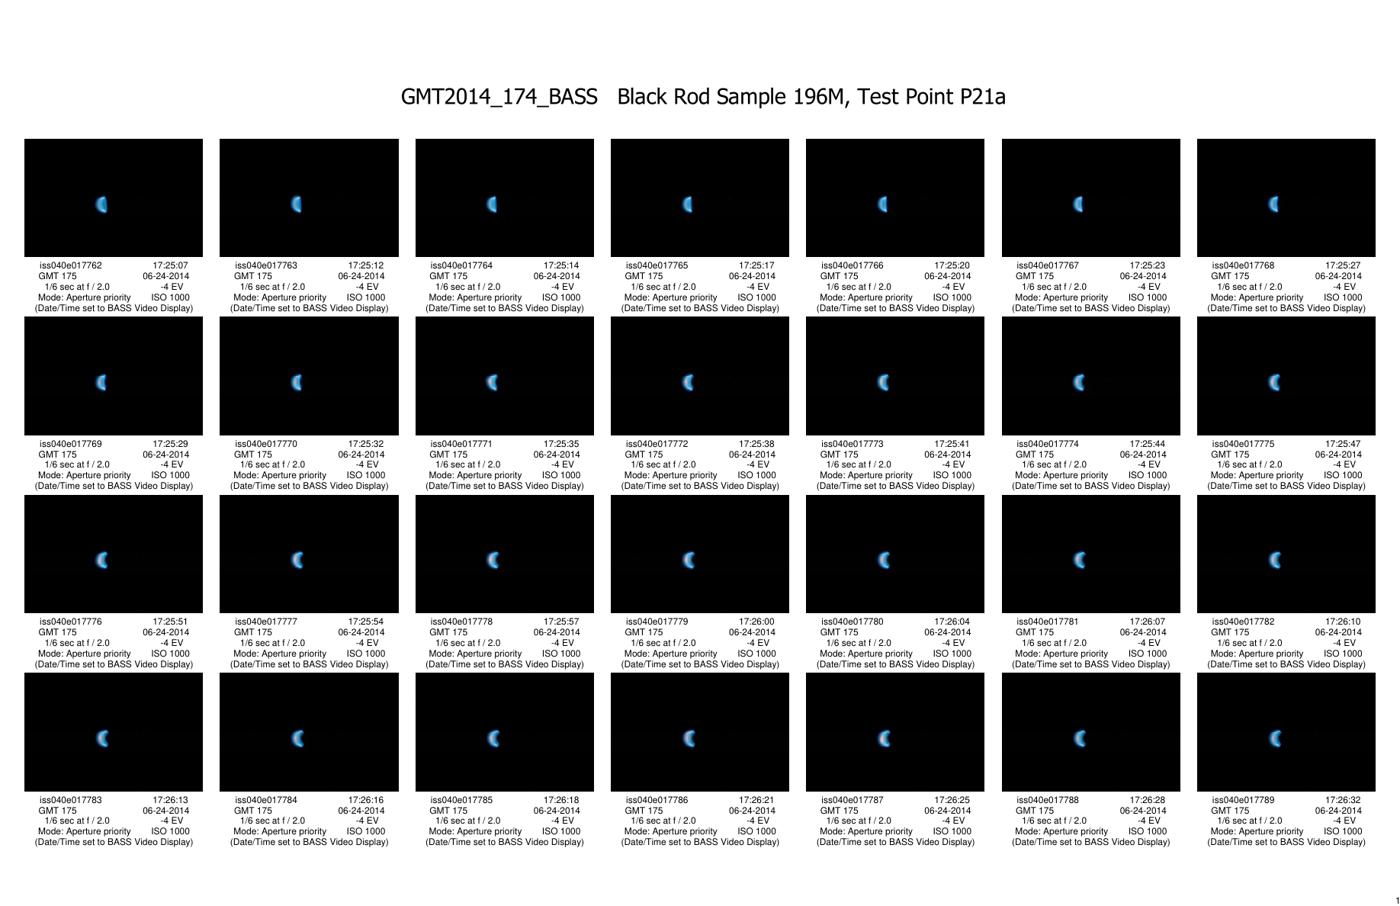 GMT2014_174_BASS Black Rod Sample 196M, Test Point P21a
iss040e017762 17:25:07
GMT 175 06-24-2014
1/6 sec at f / 2.0 -4 EV
Mode: Aperture priority ISO 1000
(Date/Time set to BASS Video Display)
iss040e017763 17:25:12
GMT 175 06-24-2014
1/6 sec at f / 2.0 -4 EV
Mode: Aperture priority ISO 1000
(Date/Time set to BASS Video Display)
iss040e017764 17:25:14
GMT 175 06-24-2014
1/6 sec at f / 2.0 -4 EV
Mode: Aperture priority ISO 1000
(Date/Time set to BASS Video Display)
iss040e017765 17:25:17
GMT 175 06-24-2014
1/6 sec at f / 2.0 -4 EV
Mode: Aperture priority ISO 1000
(Date/Time set to BASS Video Display)
iss040e017766 17:25:20
GMT 175 06-24-2014
1/6 sec at f / 2.0 -4 EV
Mode: Aperture priority ISO 1000
(Date/Time set to BASS Video Display)
iss040e017767 17:25:23
GMT 175 06-24-2014
1/6 sec at f / 2.0 -4 EV
Mode: Aperture priority ISO 1000
(Date/Time set to BASS Video Display)
iss040e017768 17:25:27
GMT 175 06-24-2014
1/6 sec at f / 2.0 -4 EV
Mode: Aperture priority ISO 1000
(Date/Time set to BASS Video Display)
iss040e017769 17:25:29
GMT 175 06-24-2014
1/6 sec at f / 2.0 -4 EV
Mode: Aperture priority ISO 1000
(Date/Time set to BASS Video Display)
iss040e017770 17:25:32
GMT 175 06-24-2014
1/6 sec at f / 2.0 -4 EV
Mode: Aperture priority ISO 1000
(Date/Time set to BASS Video Display)
iss040e017771 17:25:35
GMT 175 06-24-2014
1/6 sec at f / 2.0 -4 EV
Mode: Aperture priority ISO 1000
(Date/Time set to BASS Video Display)
iss040e017772 17:25:38
GMT 175 06-24-2014
1/6 sec at f / 2.0 -4 EV
Mode: Aperture priority ISO 1000
(Date/Time set to BASS Video Display)
iss040e017773 17:25:41
GMT 175 06-24-2014
1/6 sec at f / 2.0 -4 EV
Mode: Aperture priority ISO 1000
(Date/Time set to BASS Video Display)
iss040e017774 17:25:44
GMT 175 06-24-2014
1/6 sec at f / 2.0 -4 EV
Mode: Aperture priority ISO 1000
(Date/Time set to BASS Video Display)
iss040e017775 17:25:47
GMT 175 06-24-2014
1/6 sec at f / 2.0 -4 EV
Mode: Aperture priority ISO 1000
(Date/Time set to BASS Video Display)
iss040e017776 17:25:51
GMT 175 06-24-2014
1/6 sec at f / 2.0 -4 EV
Mode: Aperture priority ISO 1000
(Date/Time set to BASS Video Display)
iss040e017777 17:25:54
GMT 175 06-24-2014
1/6 sec at f / 2.0 -4 EV
Mode: Aperture priority ISO 1000
(Date/Time set to BASS Video Display)
iss040e017778 17:25:57
GMT 175 06-24-2014
1/6 sec at f / 2.0 -4 EV
Mode: Aperture priority ISO 1000
(Date/Time set to BASS Video Display)
iss040e017779 17:26:00
GMT 175 06-24-2014
1/6 sec at f / 2.0 -4 EV
Mode: Aperture priority ISO 1000
(Date/Time set to BASS Video Display)
iss040e017780 17:26:04
GMT 175 06-24-2014
1/6 sec at f / 2.0 -4 EV
Mode: Aperture priority ISO 1000
(Date/Time set to BASS Video Display)
iss040e017781 17:26:07
GMT 175 06-24-2014
1/6 sec at f / 2.0 -4 EV
Mode: Aperture priority ISO 1000
(Date/Time set to BASS Video Display)
iss040e017782 17:26:10
GMT 175 06-24-2014
1/6 sec at f / 2.0 -4 EV
Mode: Aperture priority ISO 1000
(Date/Time set to BASS Video Display)
iss040e017783 17:26:13
GMT 175 06-24-2014
1/6 sec at f / 2.0 -4 EV
Mode: Aperture priority ISO 1000
(Date/Time set to BASS Video Display)
iss040e017784 17:26:16
GMT 175 06-24-2014
1/6 sec at f / 2.0 -4 EV
Mode: Aperture priority ISO 1000
(Date/Time set to BASS Video Display)
iss040e017785 17:26:18
GMT 175 06-24-2014
1/6 sec at f / 2.0 -4 EV
Mode: Aperture priority ISO 1000
(Date/Time set to BASS Video Display)
iss040e017786 17:26:21
GMT 175 06-24-2014
1/6 sec at f / 2.0 -4 EV
Mode: Aperture priority ISO 1000
(Date/Time set to BASS Video Display)
iss040e017787 17:26:25
GMT 175 06-24-2014
1/6 sec at f / 2.0 -4 EV
Mode: Aperture priority ISO 1000
(Date/Time set to BASS Video Display)
iss040e017788 17:26:28
GMT 175 06-24-2014
1/6 sec at f / 2.0 -4 EV
Mode: Aperture priority ISO 1000
(Date/Time set to BASS Video Display)
iss040e017789 17:26:32
GMT 175 06-24-2014
1/6 sec at f / 2.0 -4 EV
Mode: Aperture priority ISO 1000
(Date/Time set to BASS Video Display)